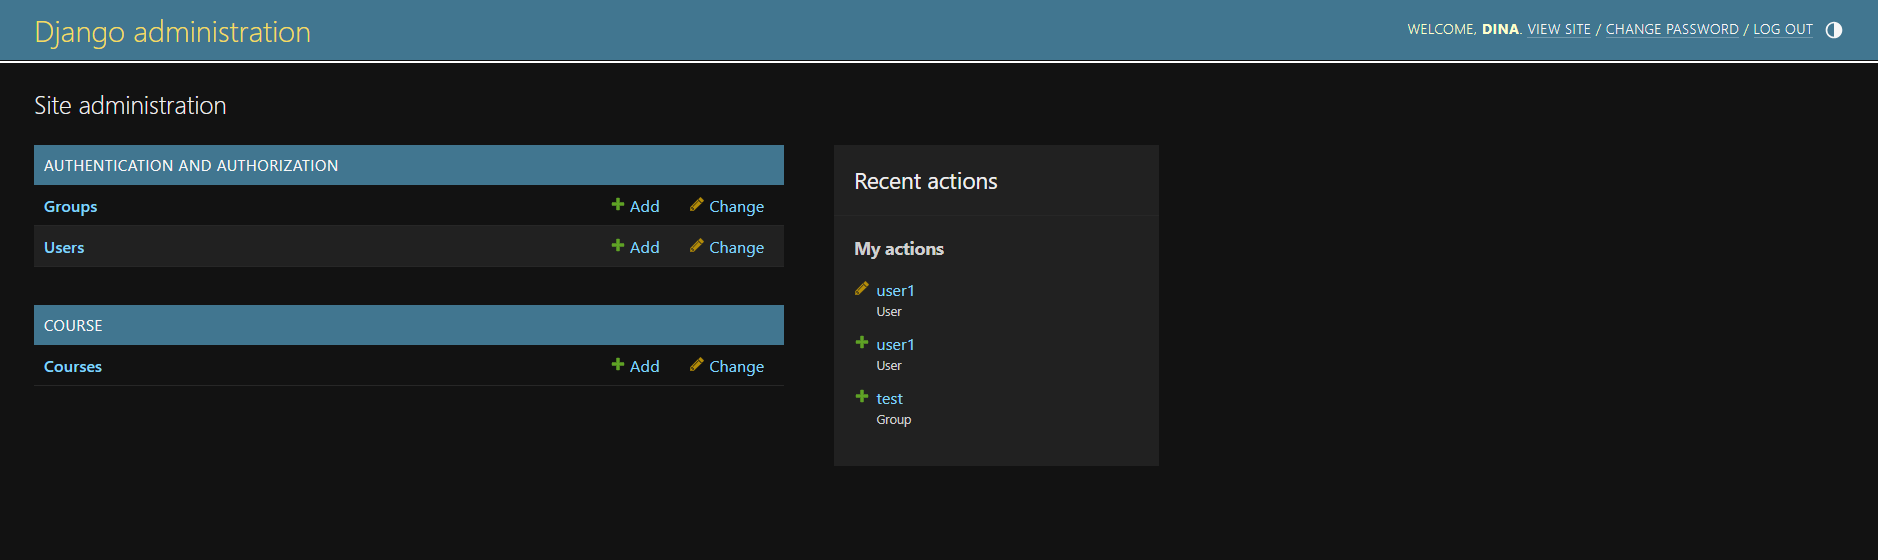 Django administration
WELCOME, DINA. VIEW SITE / CHANGE PASSWORD / LOG OUT
Site administration
AUTHENTICATION AND AUTHORIZATION
Groups Add Change
Users Add Change
COURSE
Courses Add Change
Recent actions
My actions
user1
User
user1
User
test
Group